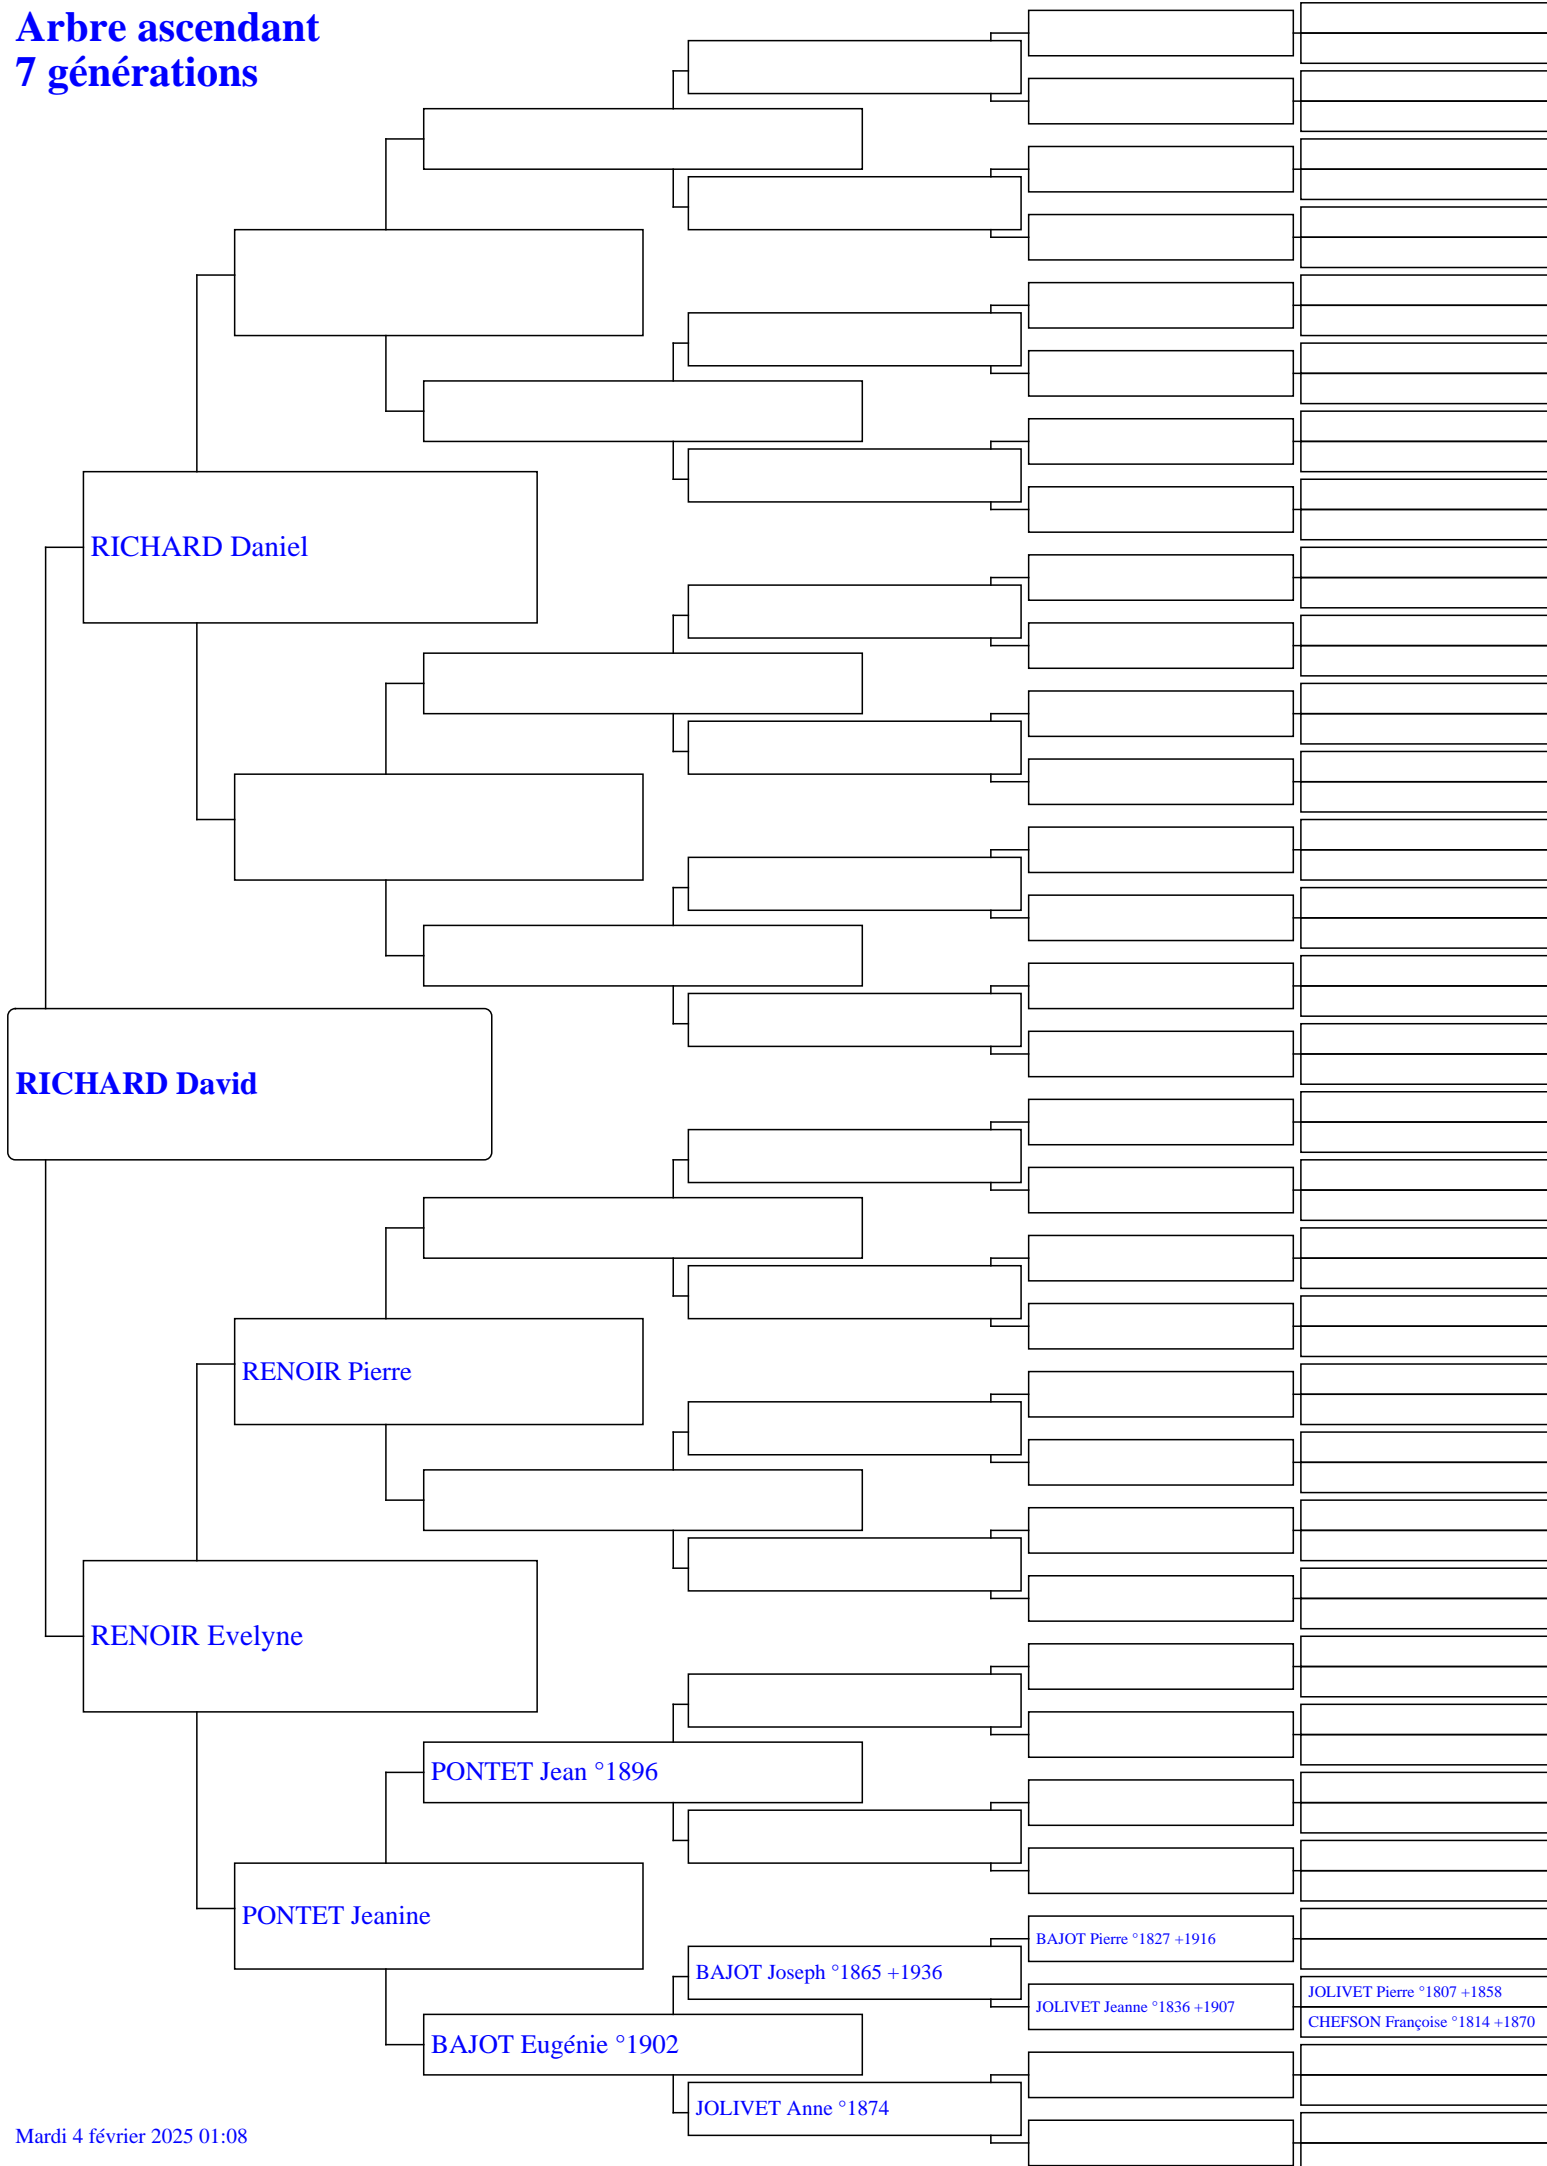 Arbre ascendant
7 générations
RICHARD Daniel
RICHARD David
RENOIR Pierre
RENOIR Evelyne
PONTET Jean °1896
PONTET Jeanine
BAJOT Pierre °1827 +1916
BAJOT Joseph °1865 +1936
JOLIVET Pierre °1807 +1858
JOLIVET Jeanne °1836 +1907
CHEFSON Françoise °1814 +1870
BAJOT Eugénie °1902
JOLIVET Anne °1874
Mardi 4 février 2025 01:08